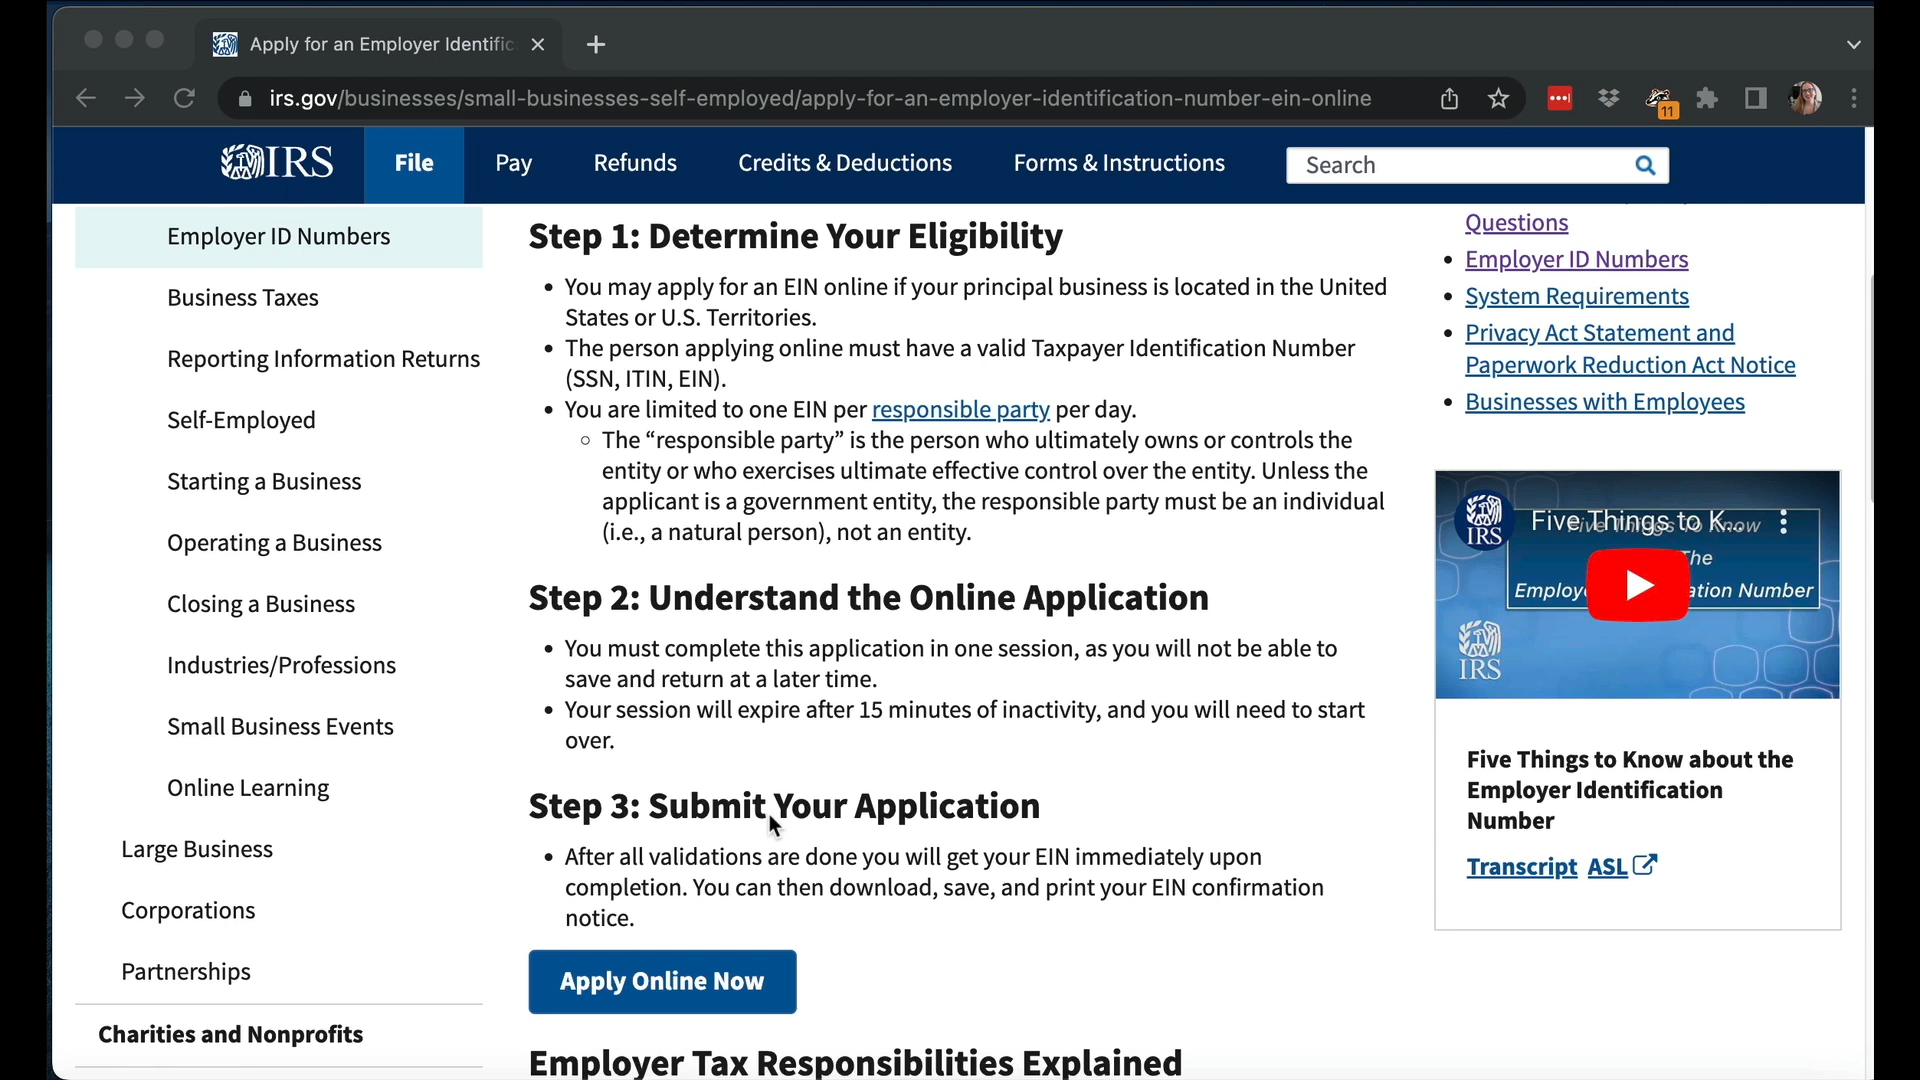 Apply for an Employer Identific
irs.gov/businesses/small-businesses-self-employed/apply-for-an-employer-identification-number-ein-online
11
IRS
File
Pay
Refunds
Credits & Deductions
Forms & Instructions
Search
Employer ID Numbers
Business Taxes
Reporting Information Returns
Self-Employed
Starting a Business
Operating a Business
Closing a Business
Industries/Professions
Small Business Events
Online Learning
Large Business
Corporations
Partnerships
Charities and Nonprofits
Step 1: Determine Your Eligibility
• You may apply for an EIN online if your principal business is located in the United
States or U.S. Territories.
• The person applying online must have a valid Taxpayer Identification Number
(SSN, ITIN, EIN).
• You are limited to one EIN per responsible party per day.
○ The “responsible party” is the person who ultimately owns or controls the
entity or who exercises ultimate effective control over the entity. Unless the
applicant is a government entity, the responsible party must be an individual
(i.e., a natural person), not an entity.
Step 2: Understand the Online Application
• You must complete this application in one session, as you will not be able to
save and return at a later time.
• Your session will expire after 15 minutes of inactivity, and you will need to start
over.
Step 3: Submit Your Application
• After all validations are done you will get your EIN immediately upon
completion. You can then download, save, and print your EIN confirmation
notice.
Apply Online Now
Employer Tax Responsibilities Explained
Questions
• Employer ID Numbers
• System Requirements
• Privacy Act Statement and
Paperwork Reduction Act Notice
• Businesses with Employees
IRS
Five Things to K...
Five Things To Know
The
Employ ation Number
IRS
Five Things to Know about the
Employer Identification
Number
Transcript ASL